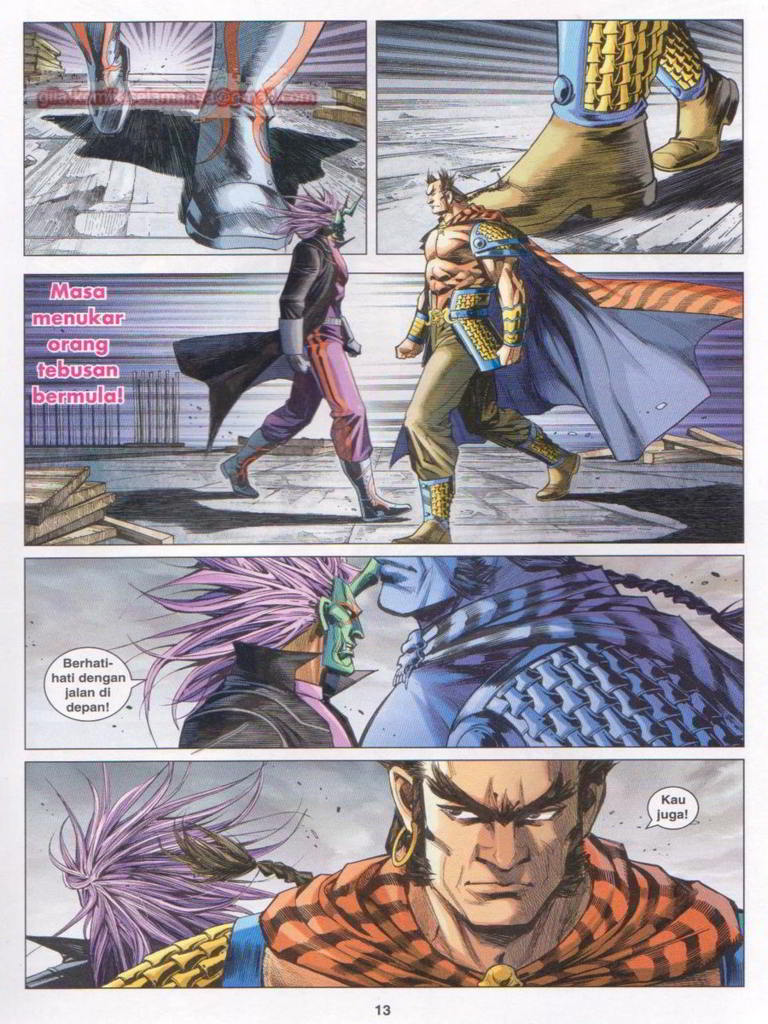 Masa
menukar
orang
tebusan
bermula!
Berhati-
hati dengan
jalan di
depan!
Kau
juga!
13